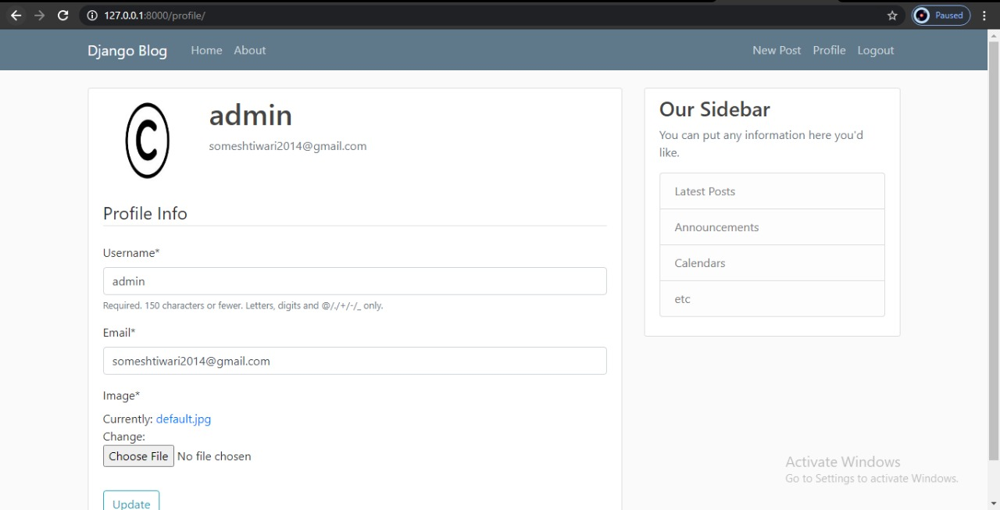 127.0.0.1:8000/profile/
Paused
Django Blog Home About New Post Profile Logout
©
admin
someshtiwari2014@gmail.com
Profile Info
Username*
admin
Required. 150 characters or fewer. Letters, digits and @/./+/-/_ only.
Email*
someshtiwari2014@gmail.com
Image*
Currently: default.jpg
Change:
Choose File No file chosen
Update
Our Sidebar
You can put any information here you'd
like.
Latest Posts
Announcements
Calendars
etc
Activate Windows
Go to Settings to activate Windows.